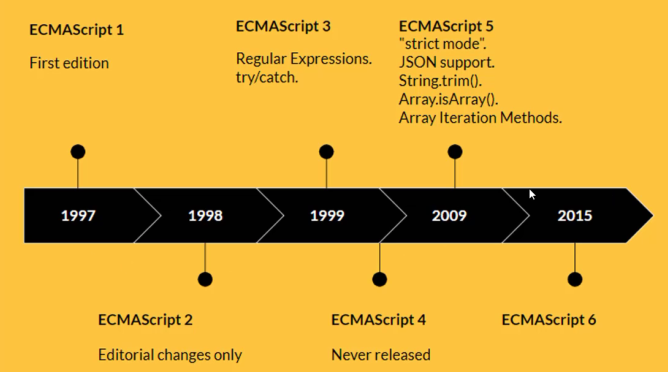 ECMAScript 1
First edition
ECMAScript 3
Regular Expressions.
try/catch.
ECMAScript 5
"strict mode".
JSON support.
String.trim().
Array.isArray().
Array Iteration Methods.
1997
1998
1999
2009
2015
ECMAScript 2
Editorial changes only
ECMAScript 4
Never released
ECMAScript 6